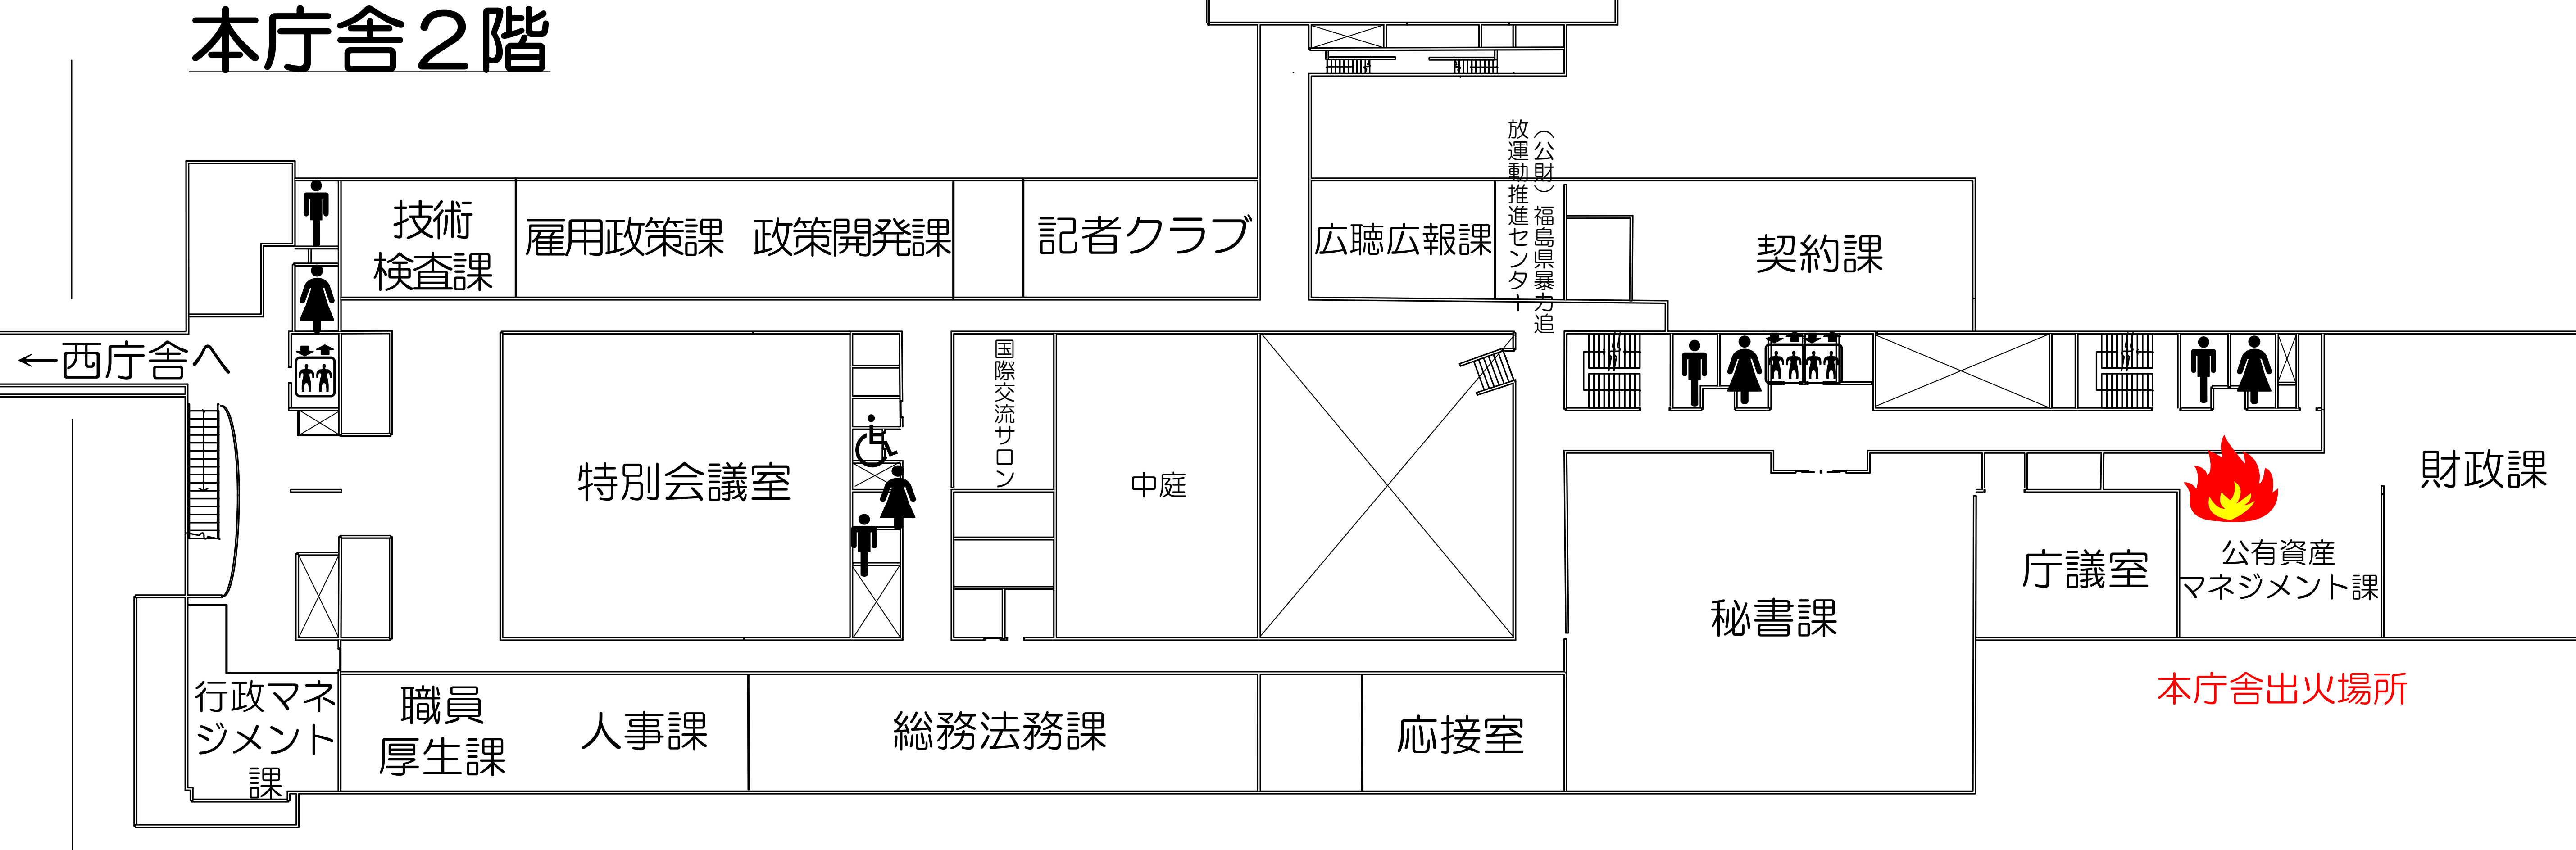 本庁舎２階
（公財）福島県暴力追
放運動推進センター
技術
検査課
雇用政策課
政策開発課
記者クラブ
広聴広報課
契約課
←西庁舎へ
国際交流サロン
特別会議室
中庭
財政課
公有資産
マネジメント課
庁議室
秘書課
本庁舎出火場所
行政マネ
ジメント
課
職員
厚生課
人事課
総務法務課
応接室